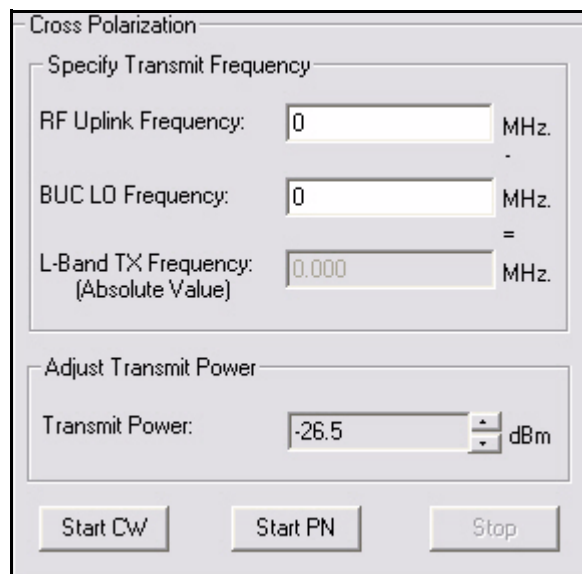 Cross Polarization
Specify Transmit Frequency
RF Uplink Frequency: 0 MHz.
-
BUC LO Frequency: 0 MHz.
=
L-Band TX Frequency: 0.000 MHz.
(Absolute Value)
Adjust Transmit Power
Transmit Power: -26.5 dBm
Start CW Start PN Stop